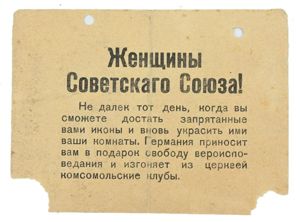 Женщины
Советскаго Союза!
Не далек тот день, когда вы
сможете достать запрятанные
вами иконы и вновь украсить ими
ваши комнаты. Германия приносит
вам в подарок свободу вероиспо-
ведания и изгоняет из церквей
комсомольские клубы.